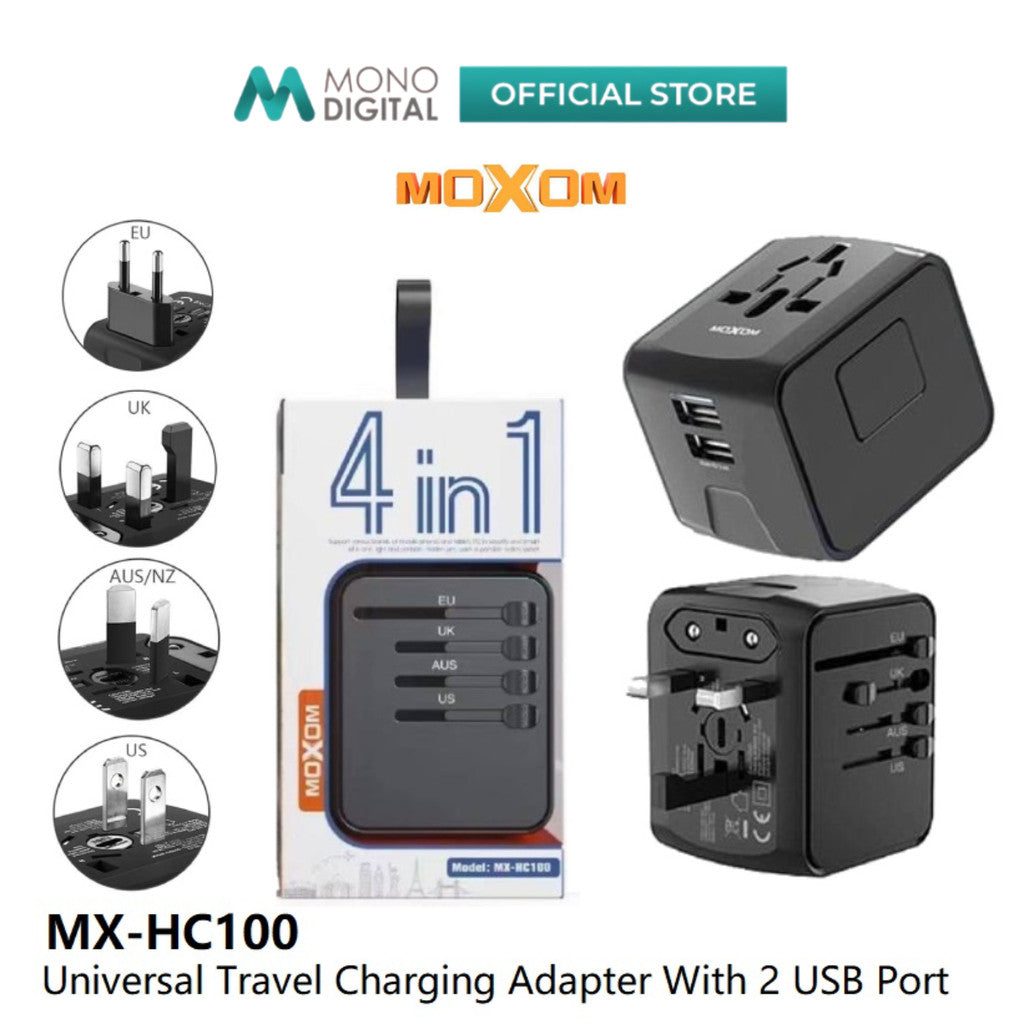 MONO
DIGITAL
OFFICIAL STORE
MOXOM
EU
UK
AUS/NZ
US
4 in 1
EU
UK
AUS
US
MOXOM
Model: MX-HC100
MOXOM
EU
UK
AUS
US
CE
MX-HC100
Universal Travel Charging Adapter With 2 USB Port